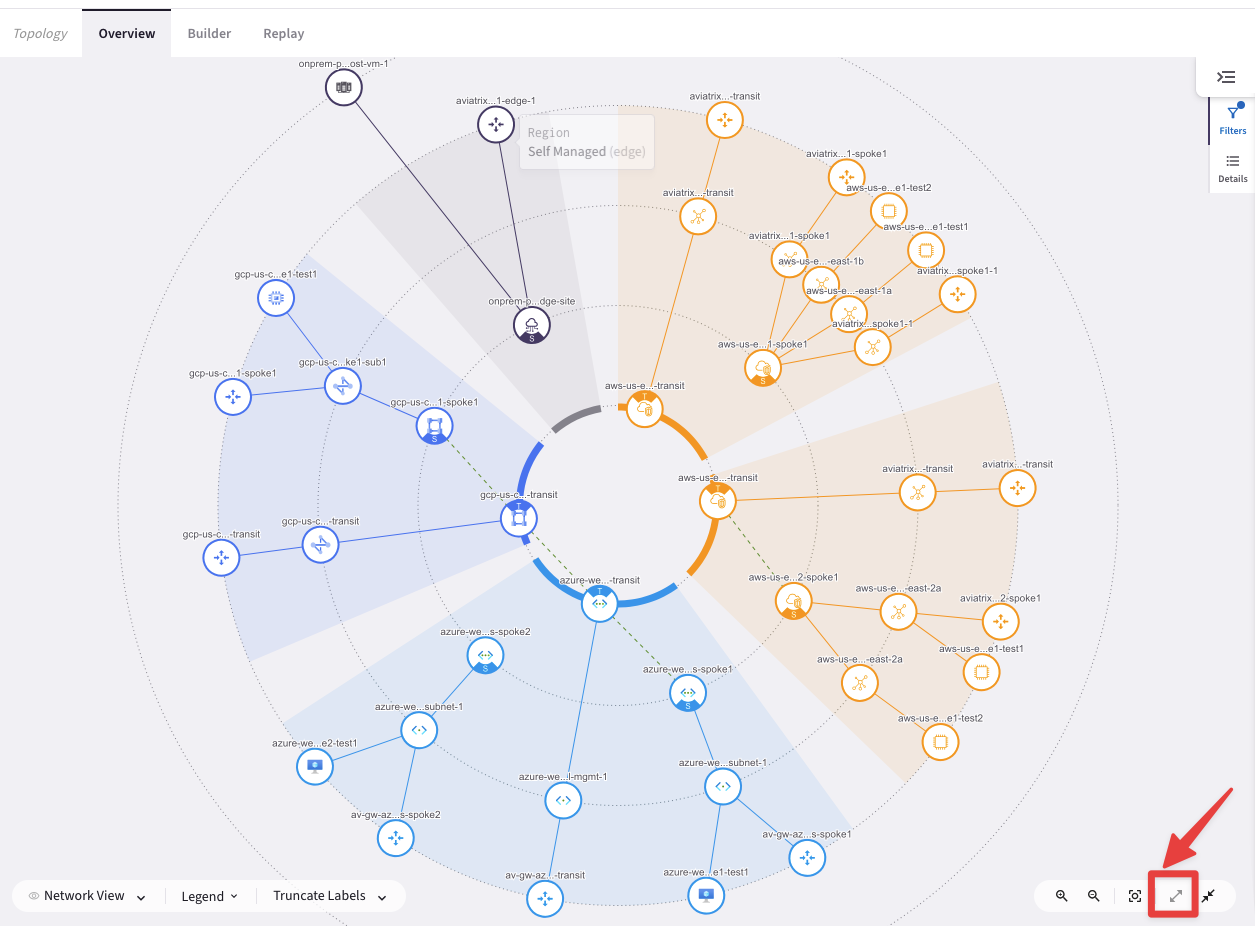 Topology
Overview
Builder
Replay
onprem-p...ost-vm-1
aviatrix...1-edge-1
aviatrix...-transit
Region
Self Managed (edge)
Filters
Details
aviatrix...1-spoke1
aws-us-e...e1-test2
aviatrix...-transit
aws-us-e...e1-test1
aviatrix...1-spoke1
aws-us-e...-east-1b
aviatrix...spoke1-1
gcp-us-c...e1-test1
aws-us-e...-east-1a
onprem-p...dge-site
S
aviatrix...spoke1-1
aws-us-e...1-spoke1
S
gcp-us-c...ke1-sub1
gcp-us-c...1-spoke1
aws-us-e...-transit
T
gcp-us-c...1-spoke1
S
aviatrix...-transit
aviatrix...-transit
aws-us-e...-transit
T
gcp-us-c...-transit
T
gcp-us-c...-transit
gcp-us-c...-transit
azure-we...-transit
T
aws-us-e...2-spoke1
S
aws-us-e...-east-2a
aviatrix...2-spoke1
azure-we...s-spoke2
S
aws-us-e...e1-test1
aws-us-e...-east-2a
azure-we...s-spoke1
S
azure-we...subnet-1
aws-us-e...e1-test2
azure-we...e2-test1
azure-we...subnet-1
azure-we...l-mgmt-1
av-gw-az...s-spoke2
av-gw-az...s-spoke1
av-gw-az...-transit
azure-we...e1-test1
Network View
Legend
Truncate Labels